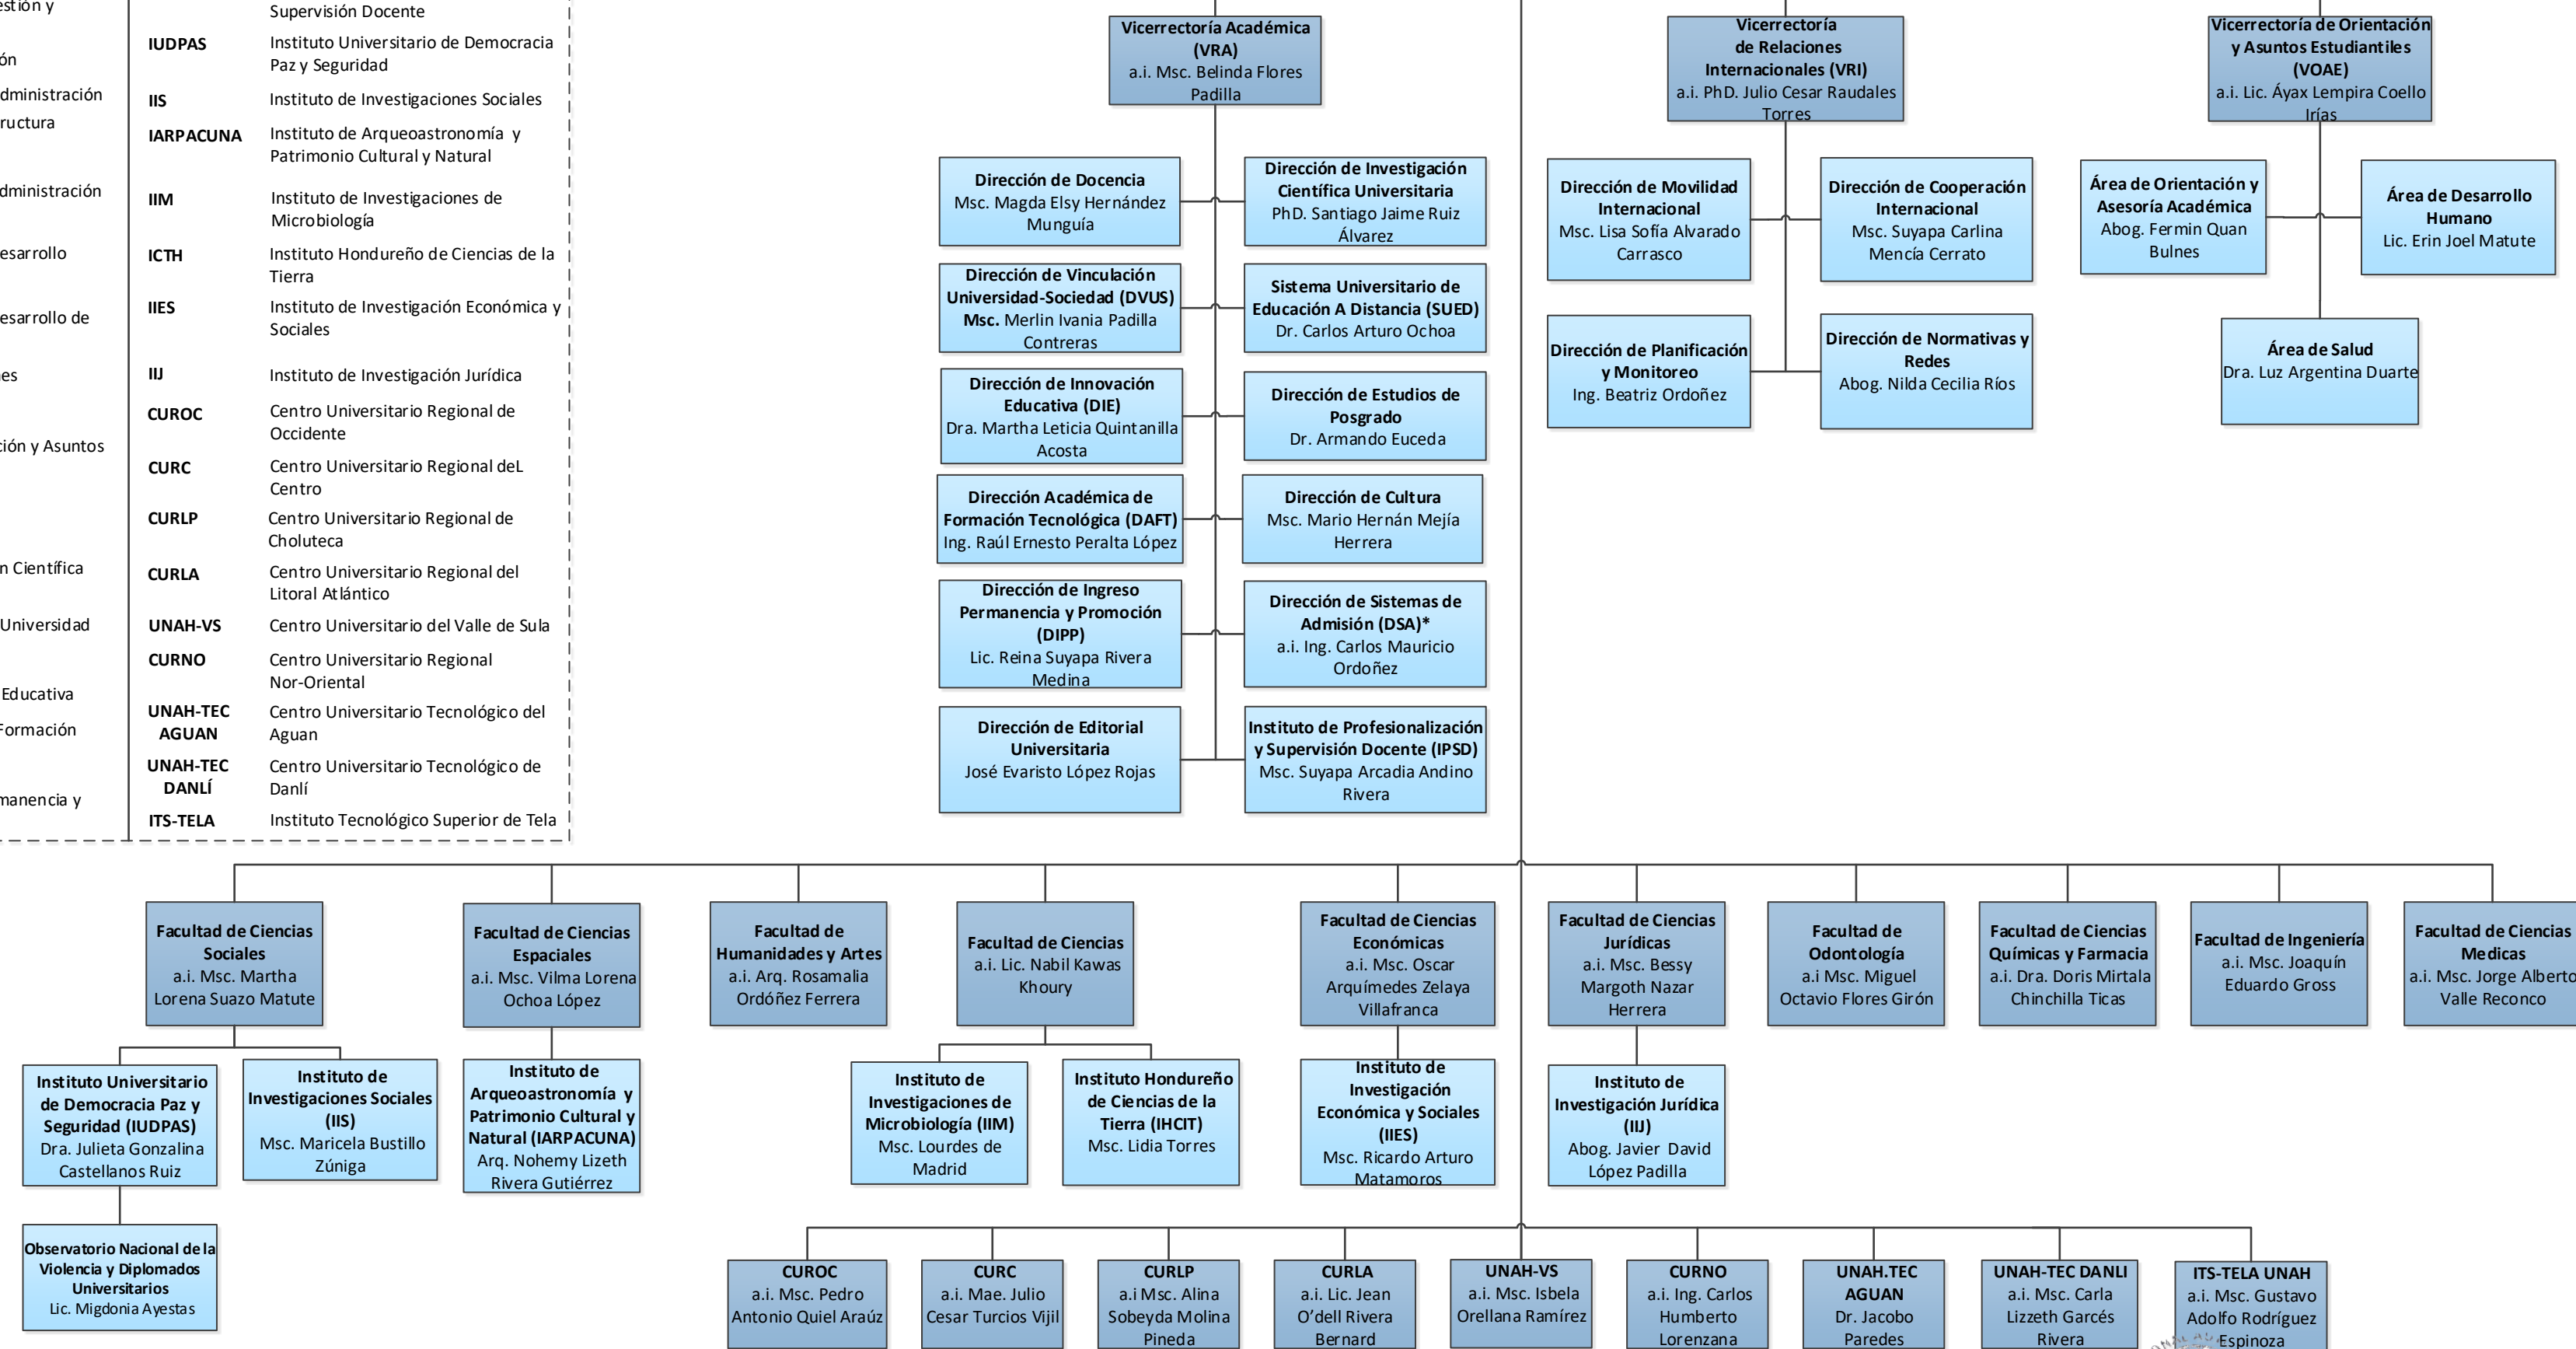 estión y
ón
dministración
ructura
dministración
esarrollo
esarrollo de
es
ción y Asuntos
n Científica
Universidad
Educativa
Formación
manencia y
Supervisión Docente
IUDPAS Instituto Universitario de Democracia
Paz y Seguridad
IIS Instituto de Investigaciones Sociales
IARPACUNA Instituto de Arqueoastronomía y
Patrimonio Cultural y Natural
IIM Instituto de Investigaciones de
Microbiología
ICTH Instituto Hondureño de Ciencias de la
Tierra
IIES Instituto de Investigación Económica y
Sociales
IIJ Instituto de Investigación Jurídica
CUROC Centro Universitario Regional de
Occidente
CURC Centro Universitario Regional deL
Centro
CURLP Centro Universitario Regional de
Choluteca
CURLA Centro Universitario Regional del
Litoral Atlántico
UNAH-VS Centro Universitario del Valle de Sula
CURNO Centro Universitario Regional
Nor-Oriental
UNAH-TEC Centro Universitario Tecnológico del
AGUAN Aguan
UNAH-TEC Centro Universitario Tecnológico de
DANLÍ Danlí
ITS-TELA Instituto Tecnológico Superior de Tela
Vicerrectoría Académica
(VRA)
a.i. Msc. Belinda Flores
Padilla
Dirección de Docencia
Msc. Magda Elsy Hernández
Munguía
Dirección de Investigación
Científica Universitaria
PhD. Santiago Jaime Ruiz
Álvarez
Dirección de Vinculación
Universidad-Sociedad (DVUS)
Msc. Merlin Ivania Padilla
Contreras
Sistema Universitario de
Educación A Distancia (SUED)
Dr. Carlos Arturo Ochoa
Dirección de Innovación
Educativa (DIE)
Dra. Martha Leticia Quintanilla
Acosta
Dirección de Estudios de
Posgrado
Dr. Armando Euceda
Dirección Académica de
Formación Tecnológica (DAFT)
Ing. Raúl Ernesto Peralta López
Dirección de Cultura
Msc. Mario Hernán Mejía
Herrera
Dirección de Ingreso
Permanencia y Promoción
(DIPP)
Lic. Reina Suyapa Rivera
Medina
Dirección de Sistemas de
Admisión (DSA)*
a.i. Ing. Carlos Mauricio
Ordoñez
Dirección de Editorial
Universitaria
José Evaristo López Rojas
Instituto de Profesionalización
y Supervisión Docente (IPSD)
Msc. Suyapa Arcadia Andino
Rivera
Vicerrectoría
de Relaciones
Internacionales (VRI)
a.i. PhD. Julio Cesar Raudales
Torres
Dirección de Movilidad
Internacional
Msc. Lisa Sofía Alvarado
Carrasco
Dirección de Cooperación
Internacional
Msc. Suyapa Carlina
Mencía Cerrato
Dirección de Planificación
y Monitoreo
Ing. Beatriz Ordoñez
Dirección de Normativas y
Redes
Abog. Nilda Cecilia Ríos
Vicerrectoría de Orientación
y Asuntos Estudiantiles
(VOAE)
a.i. Lic. Áyax Lempira Coello
Irías
Área de Orientación y
Asesoría Académica
Abog. Fermin Quan
Bulnes
Área de Desarrollo
Humano
Lic. Erin Joel Matute
Área de Salud
Dra. Luz Argentina Duarte
Facultad de Ciencias
Sociales
a.i. Msc. Martha
Lorena Suazo Matute
Facultad de Ciencias
Espaciales
a.i. Msc. Vilma Lorena
Ochoa López
Facultad de
Humanidades y Artes
a.i. Arq. Rosamalia
Ordóñez Ferrera
Facultad de Ciencias
a.i. Lic. Nabil Kawas
Khoury
Facultad de Ciencias
Económicas
a.i. Msc. Oscar
Arquímedes Zelaya
Villafranca
Facultad de Ciencias
Jurídicas
a.i. Msc. Bessy
Margoth Nazar
Herrera
Facultad de
Odontología
a.i Msc. Miguel
Octavio Flores Girón
Facultad de Ciencias
Químicas y Farmacia
a.i. Dra. Doris Mirtala
Chinchilla Ticas
Facultad de Ingeniería
a.i. Msc. Joaquín
Eduardo Gross
Facultad de Ciencias
Medicas
a.i. Msc. Jorge Alberto
Valle Reconco
Instituto Universitario
de Democracia Paz y
Seguridad (IUDPAS)
Dra. Julieta Gonzalina
Castellanos Ruiz
Instituto de
Investigaciones Sociales
(IIS)
Msc. Maricela Bustillo
Zúniga
Instituto de
Arqueoastronomía y
Patrimonio Cultural y
Natural (IARPACUNA)
Arq. Nohemy Lizeth
Rivera Gutiérrez
Instituto de
Investigaciones de
Microbiología (IIM)
Msc. Lourdes de
Madrid
Instituto Hondureño
de Ciencias de la
Tierra (IHCIT)
Msc. Lidia Torres
Instituto de
Investigación
Económica y Sociales
(IIES)
Msc. Ricardo Arturo
Matamoros
Instituto de
Investigación Jurídica
(IIJ)
Abog. Javier David
López Padilla
Observatorio Nacional de la
Violencia y Diplomados
Universitarios
Lic. Migdonia Ayestas
CUROC
a.i. Msc. Pedro
Antonio Quiel Araúz
CURC
a.i. Mae. Julio
Cesar Turcios Vijil
CURLP
a.i Msc. Alina
Sobeyda Molina
Pineda
CURLA
a.i. Lic. Jean
O’dell Rivera
Bernard
UNAH-VS
a.i. Msc. Isbela
Orellana Ramírez
CURNO
a.i. Ing. Carlos
Humberto
Lorenzana
UNAH.TEC
AGUAN
Dr. Jacobo
Paredes
UNAH-TEC DANLI
a.i. Msc. Carla
Lizzeth Garcés
Rivera
ITS-TELA UNAH
a.i. Msc. Gustavo
Adolfo Rodríguez
Espinoza